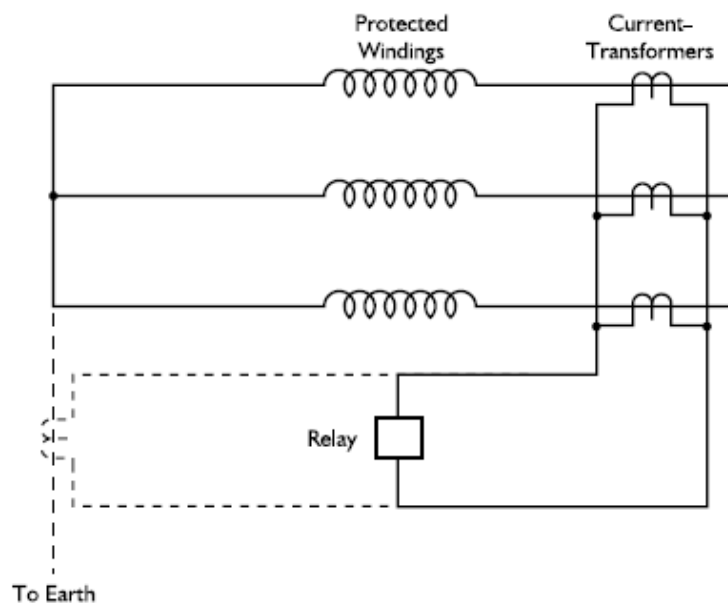 Protected
Windings
Current–
Transformers
Relay
To Earth